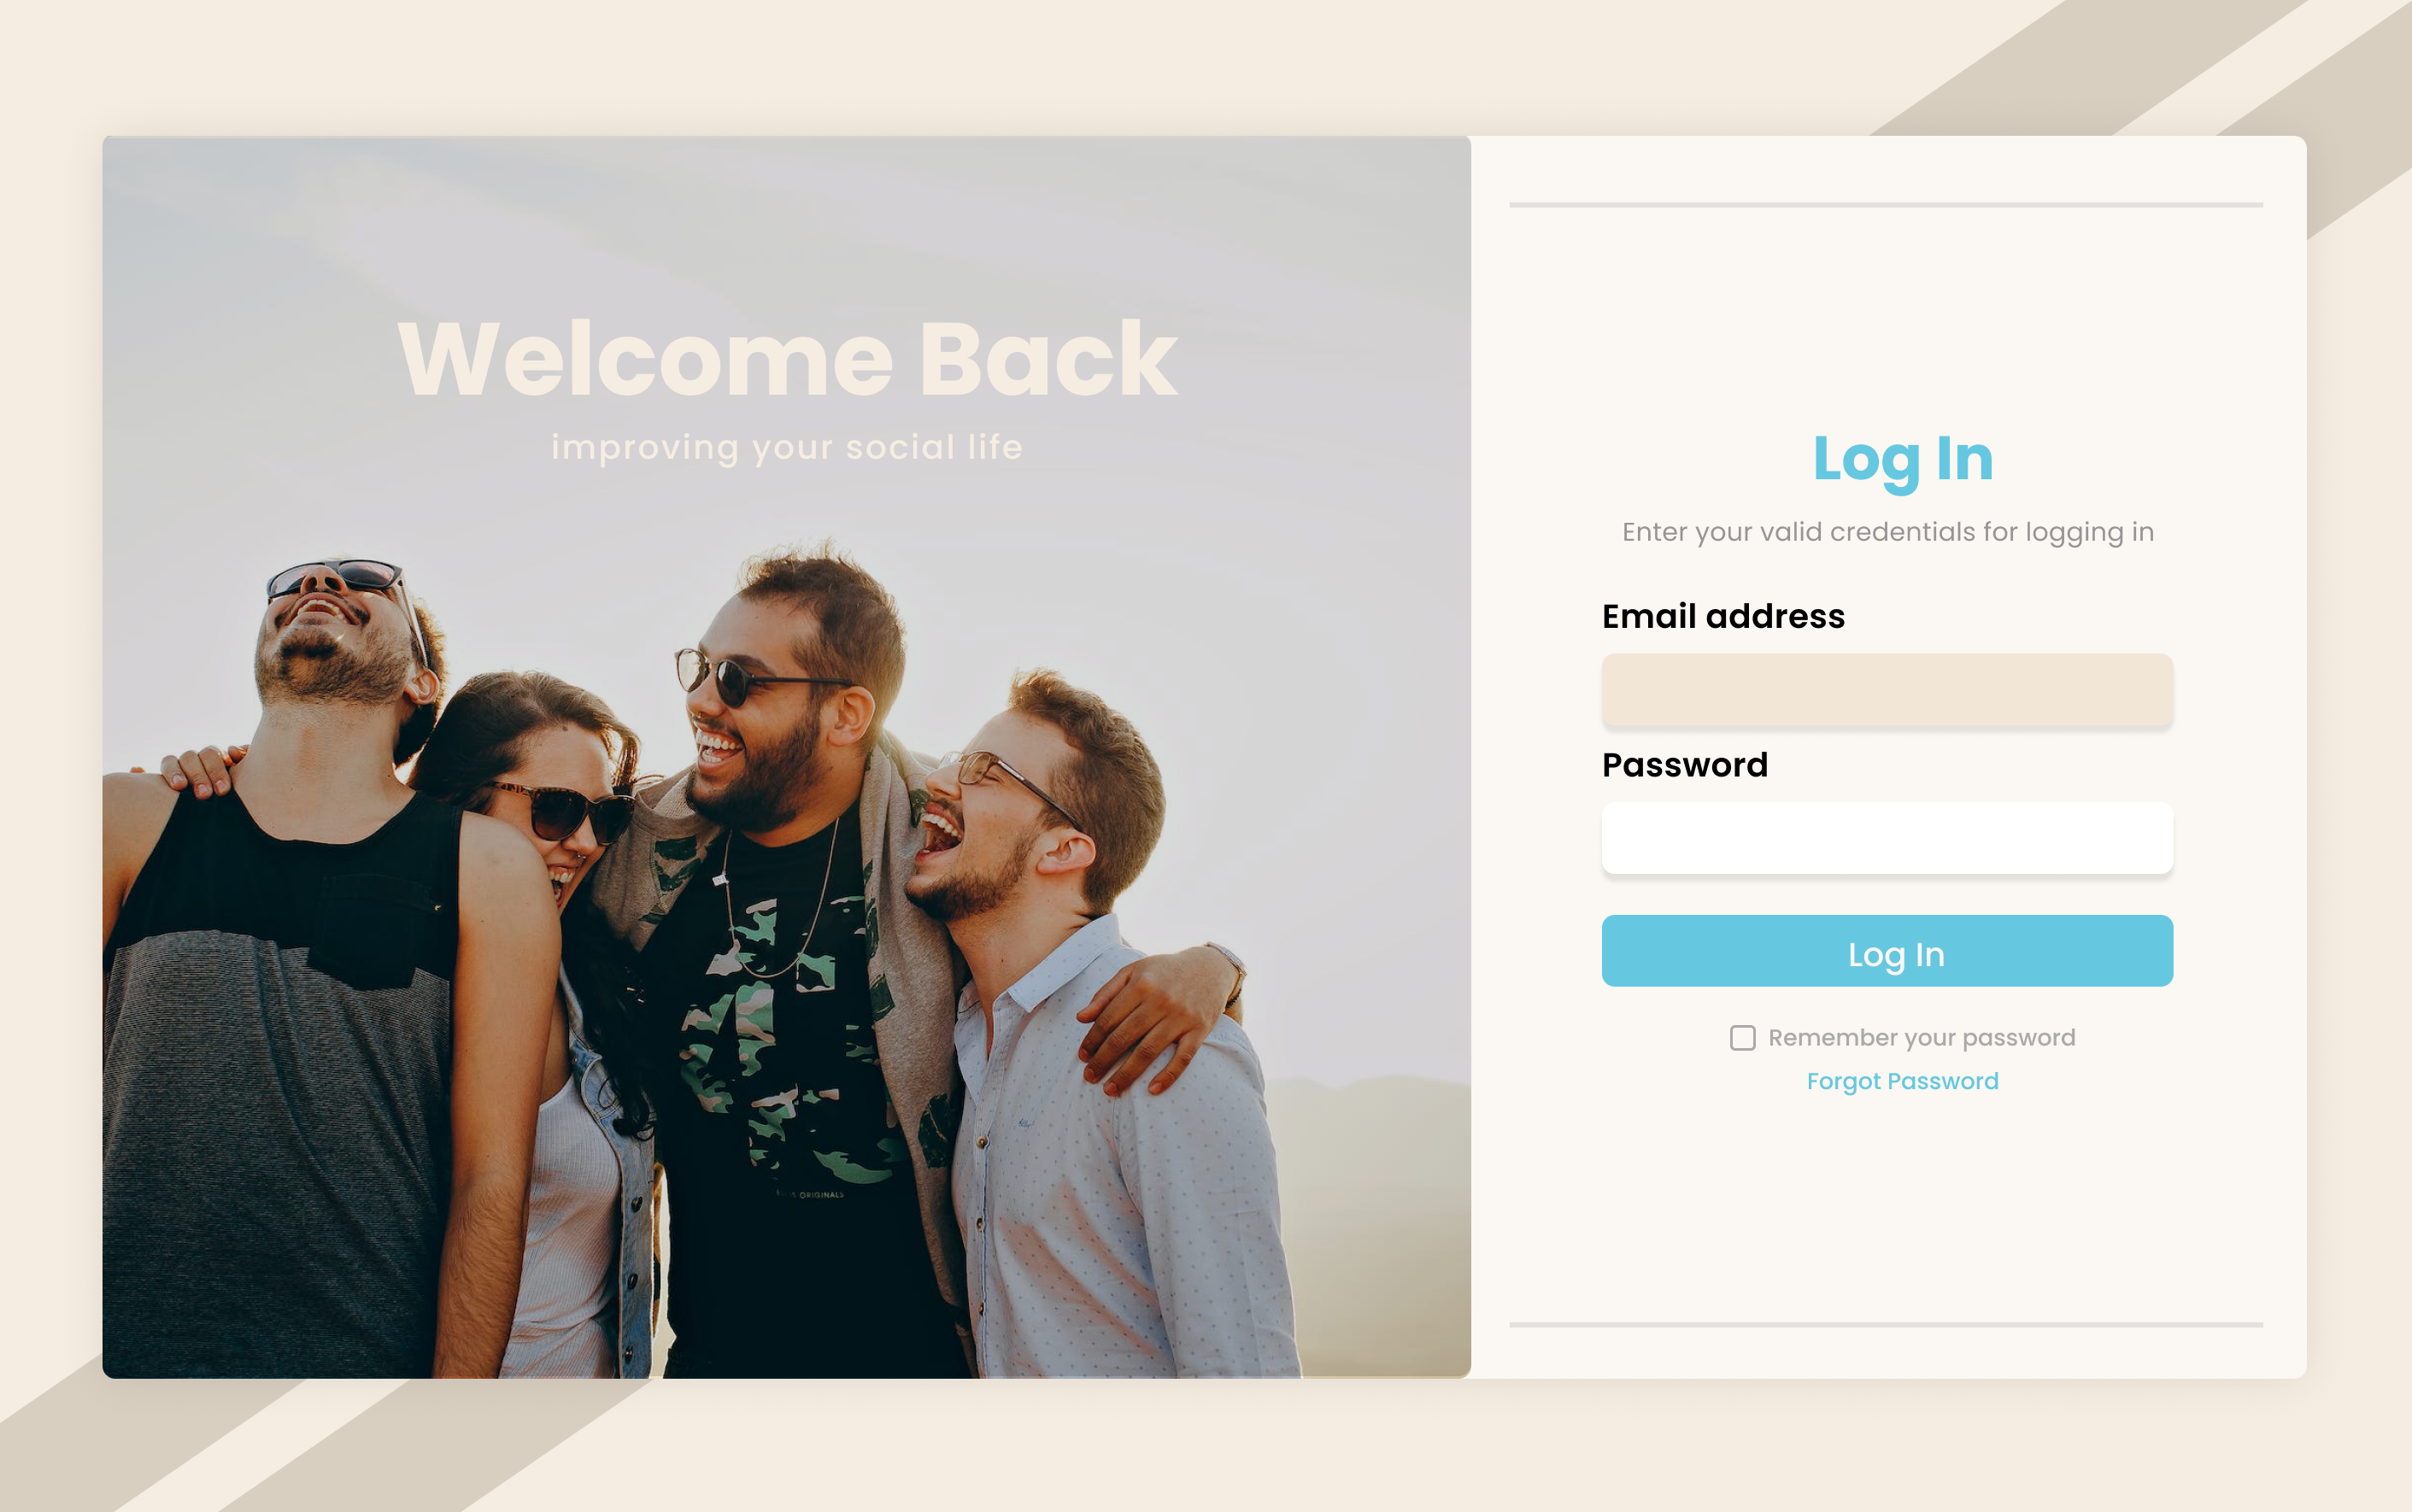 Welcome Back
improving your social life
ORIGINALS
Log In
Enter your valid credentials for logging in
Email address
Password
Log In
Remember your password
Forgot Password